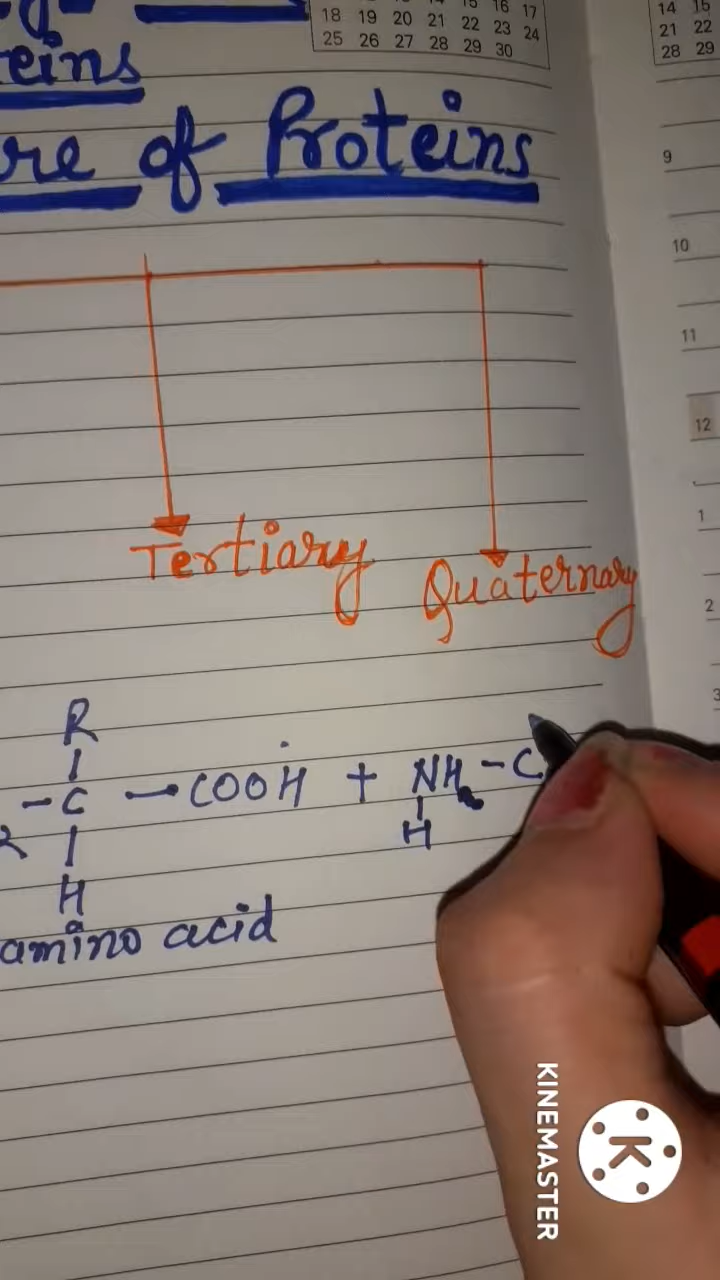 18 19 20 21 22 23 24
25 26 27 28 29 30
14 15
21 22
28 29
eins
re of Proteins
9
10
11
12
1
2
3
Tertiary Quaternary
R
-C-COOH + NH-C
H
H
amino acid
KINEMASTER